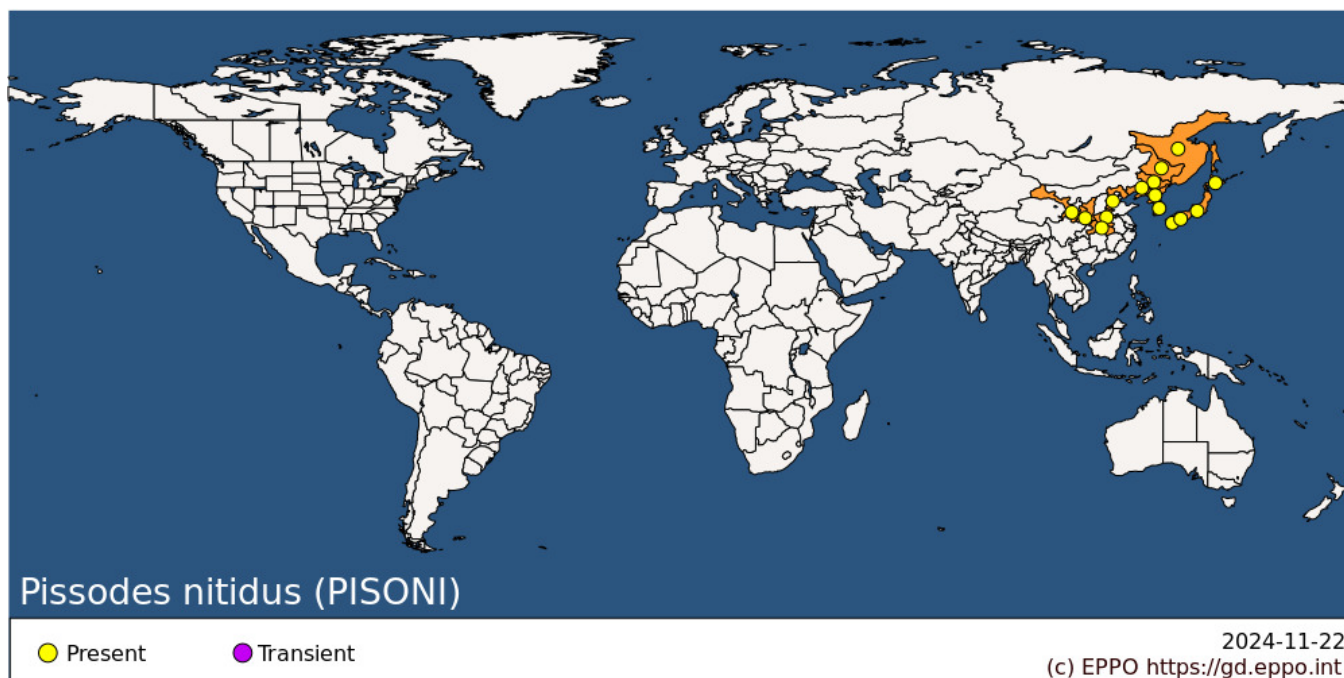 Pissodes nitidus (PISONI)
Present
Transient
2024-11-22
(c) EPPO https://gd.eppo.int